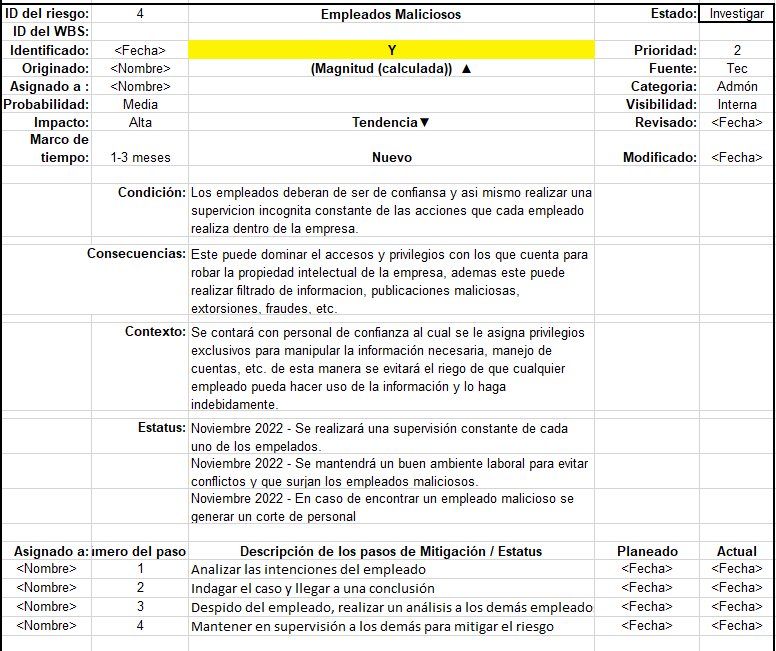 ID del riesgo: 4 Empleados Maliciosos Estado: Investigar
ID del WBS:
Identificado: <Fecha> Y Prioridad: 2
Originado: <Nombre> (Magnitud (calculada)) ▲ Fuente: Tec
Asignado a : <Nombre> Categoria: Admón
Probabilidad: Media Visibilidad: Interna
Impacto: Alta Tendencia▼ Revisado: <Fecha>
Marco de
tiempo: 1-3 meses Nuevo Modificado: <Fecha>
Condición: Los empleados deberan de ser de confiansa y asi mismo realizar una
supervicion incognita constante de las acciones que cada empleado
realiza dentro de la empresa.
Consecuencias: Este puede dominar el accesos y privilegios con los que cuenta para
robar la propiedad intelectual de la empresa, ademas este puede
realizar filtrado de informacion, publicaciones maliciosas,
extorsiones, fraudes, etc.
Contexto: Se contará con personal de confianza al cual se le asigna privilegios
exclusivos para manipular la información necesaria, manejo de
cuentas, etc. de esta manera se evitará el riego de que cualquier
empleado pueda hacer uso de la información y lo haga
indebidamente.
Estatus: Noviembre 2022 - Se realizará una supervisión constante de cada
uno de los empelados.
Noviembre 2022 - Se mantendrá un buen ambiente laboral para evitar
conflictos y que surjan los empleados maliciosos.
Noviembre 2022 - En caso de encontrar un empleado malicioso se
generar un corte de personal
Asignado a: úmero del paso Descripción de los pasos de Mitigación / Estatus Planeado Actual
<Nombre> 1 Analizar las intenciones del empleado <Fecha> <Fecha>
<Nombre> 2 Indagar el caso y llegar a una conclusión <Fecha> <Fecha>
<Nombre> 3 Despido del empleado, realizar un análisis a los demás empleado <Fecha> <Fecha>
<Nombre> 4 Mantener en supervisión a los demás para mitigar el riesgo <Fecha> <Fecha>